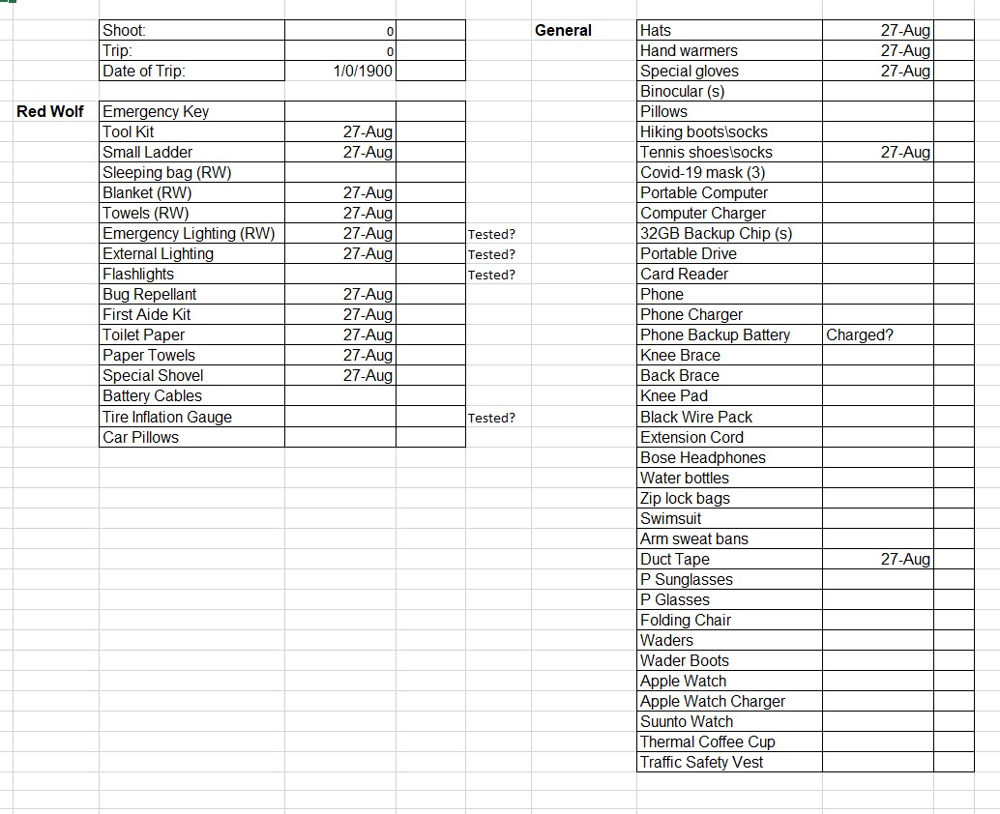 Shoot: 0
Trip: 0
Date of Trip: 1/0/1900
Red Wolf Emergency Key
Tool Kit 27-Aug
Small Ladder 27-Aug
Sleeping bag (RW)
Blanket (RW) 27-Aug
Towels (RW) 27-Aug
Emergency Lighting (RW) 27-Aug Tested?
External Lighting 27-Aug Tested?
Flashlights Tested?
Bug Repellant 27-Aug
First Aide Kit 27-Aug
Toilet Paper 27-Aug
Paper Towels 27-Aug
Special Shovel 27-Aug
Battery Cables
Tire Inflation Gauge Tested?
Car Pillows
General Hats 27-Aug
Hand warmers 27-Aug
Special gloves 27-Aug
Binocular (s)
Pillows
Hiking boots\socks
Tennis shoes\socks 27-Aug
Covid-19 mask (3)
Portable Computer
Computer Charger
32GB Backup Chip (s)
Portable Drive
Card Reader
Phone
Phone Charger
Phone Backup Battery Charged?
Knee Brace
Back Brace
Knee Pad
Black Wire Pack
Extension Cord
Bose Headphones
Water bottles
Zip lock bags
Swimsuit
Arm sweat bans
Duct Tape 27-Aug
P Sunglasses
P Glasses
Folding Chair
Waders
Wader Boots
Apple Watch
Apple Watch Charger
Suunto Watch
Thermal Coffee Cup
Traffic Safety Vest